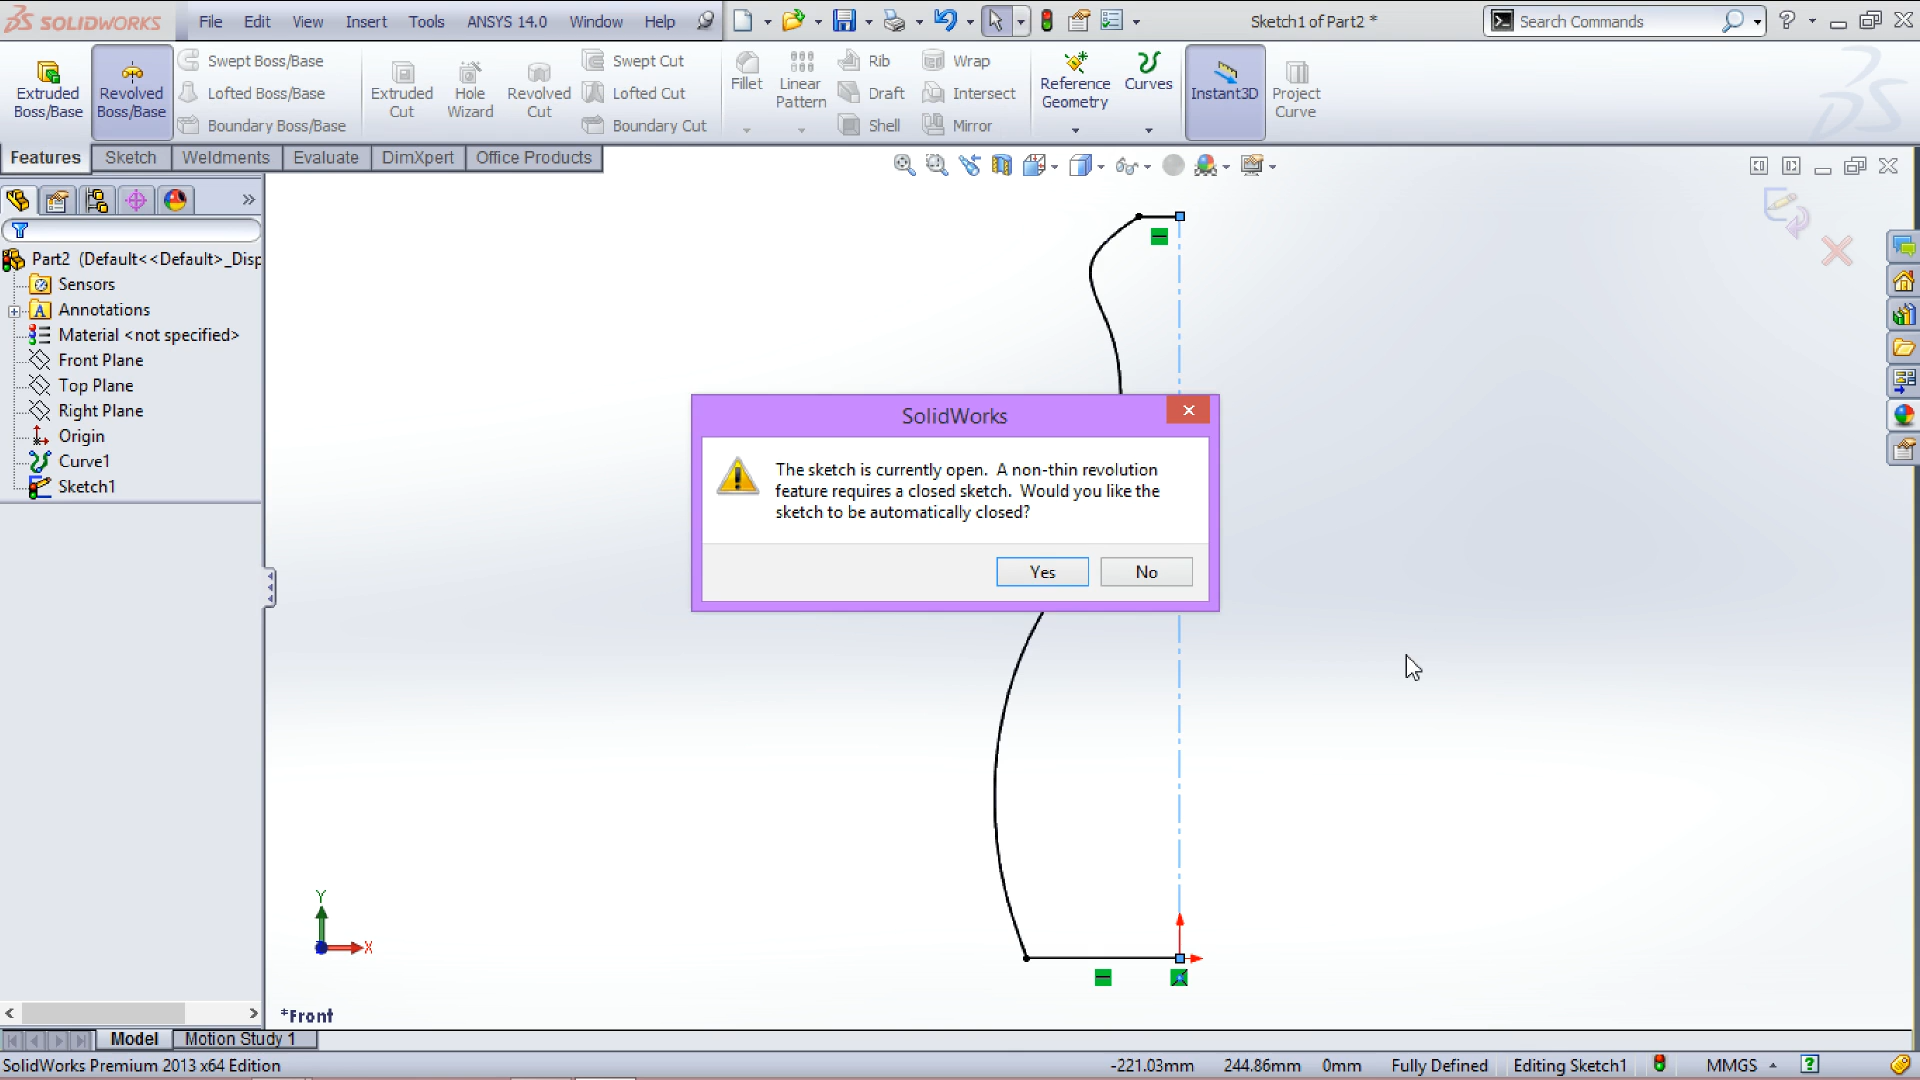 SOLIDWORKS
File Edit View Insert Tools ANSYS 14.0 Window Help
Sketch1 of Part2 *
Search Commands
Extruded Boss/Base
Revolved Boss/Base
Swept Boss/Base
Lofted Boss/Base
Boundary Boss/Base
Extruded Cut
Hole Wizard
Revolved Cut
Swept Cut
Lofted Cut
Boundary Cut
Fillet
Linear Pattern
Rib
Draft
Shell
Wrap
Intersect
Mirror
Reference Geometry
Curves
Instant3D
Project Curve
Features Sketch Weldments Evaluate DimXpert Office Products
Part2 (Default<<Default>_Disp
Sensors
Annotations
Material <not specified>
Front Plane
Top Plane
Right Plane
Origin
Curve1
Sketch1
SolidWorks
The sketch is currently open. A non-thin revolution
feature requires a closed sketch. Would you like the
sketch to be automatically closed?
Yes No
Y
X
*Front
Model Motion Study 1
SolidWorks Premium 2013 x64 Edition -221.03mm 244.86mm 0mm Fully Defined Editing Sketch1 MMGS